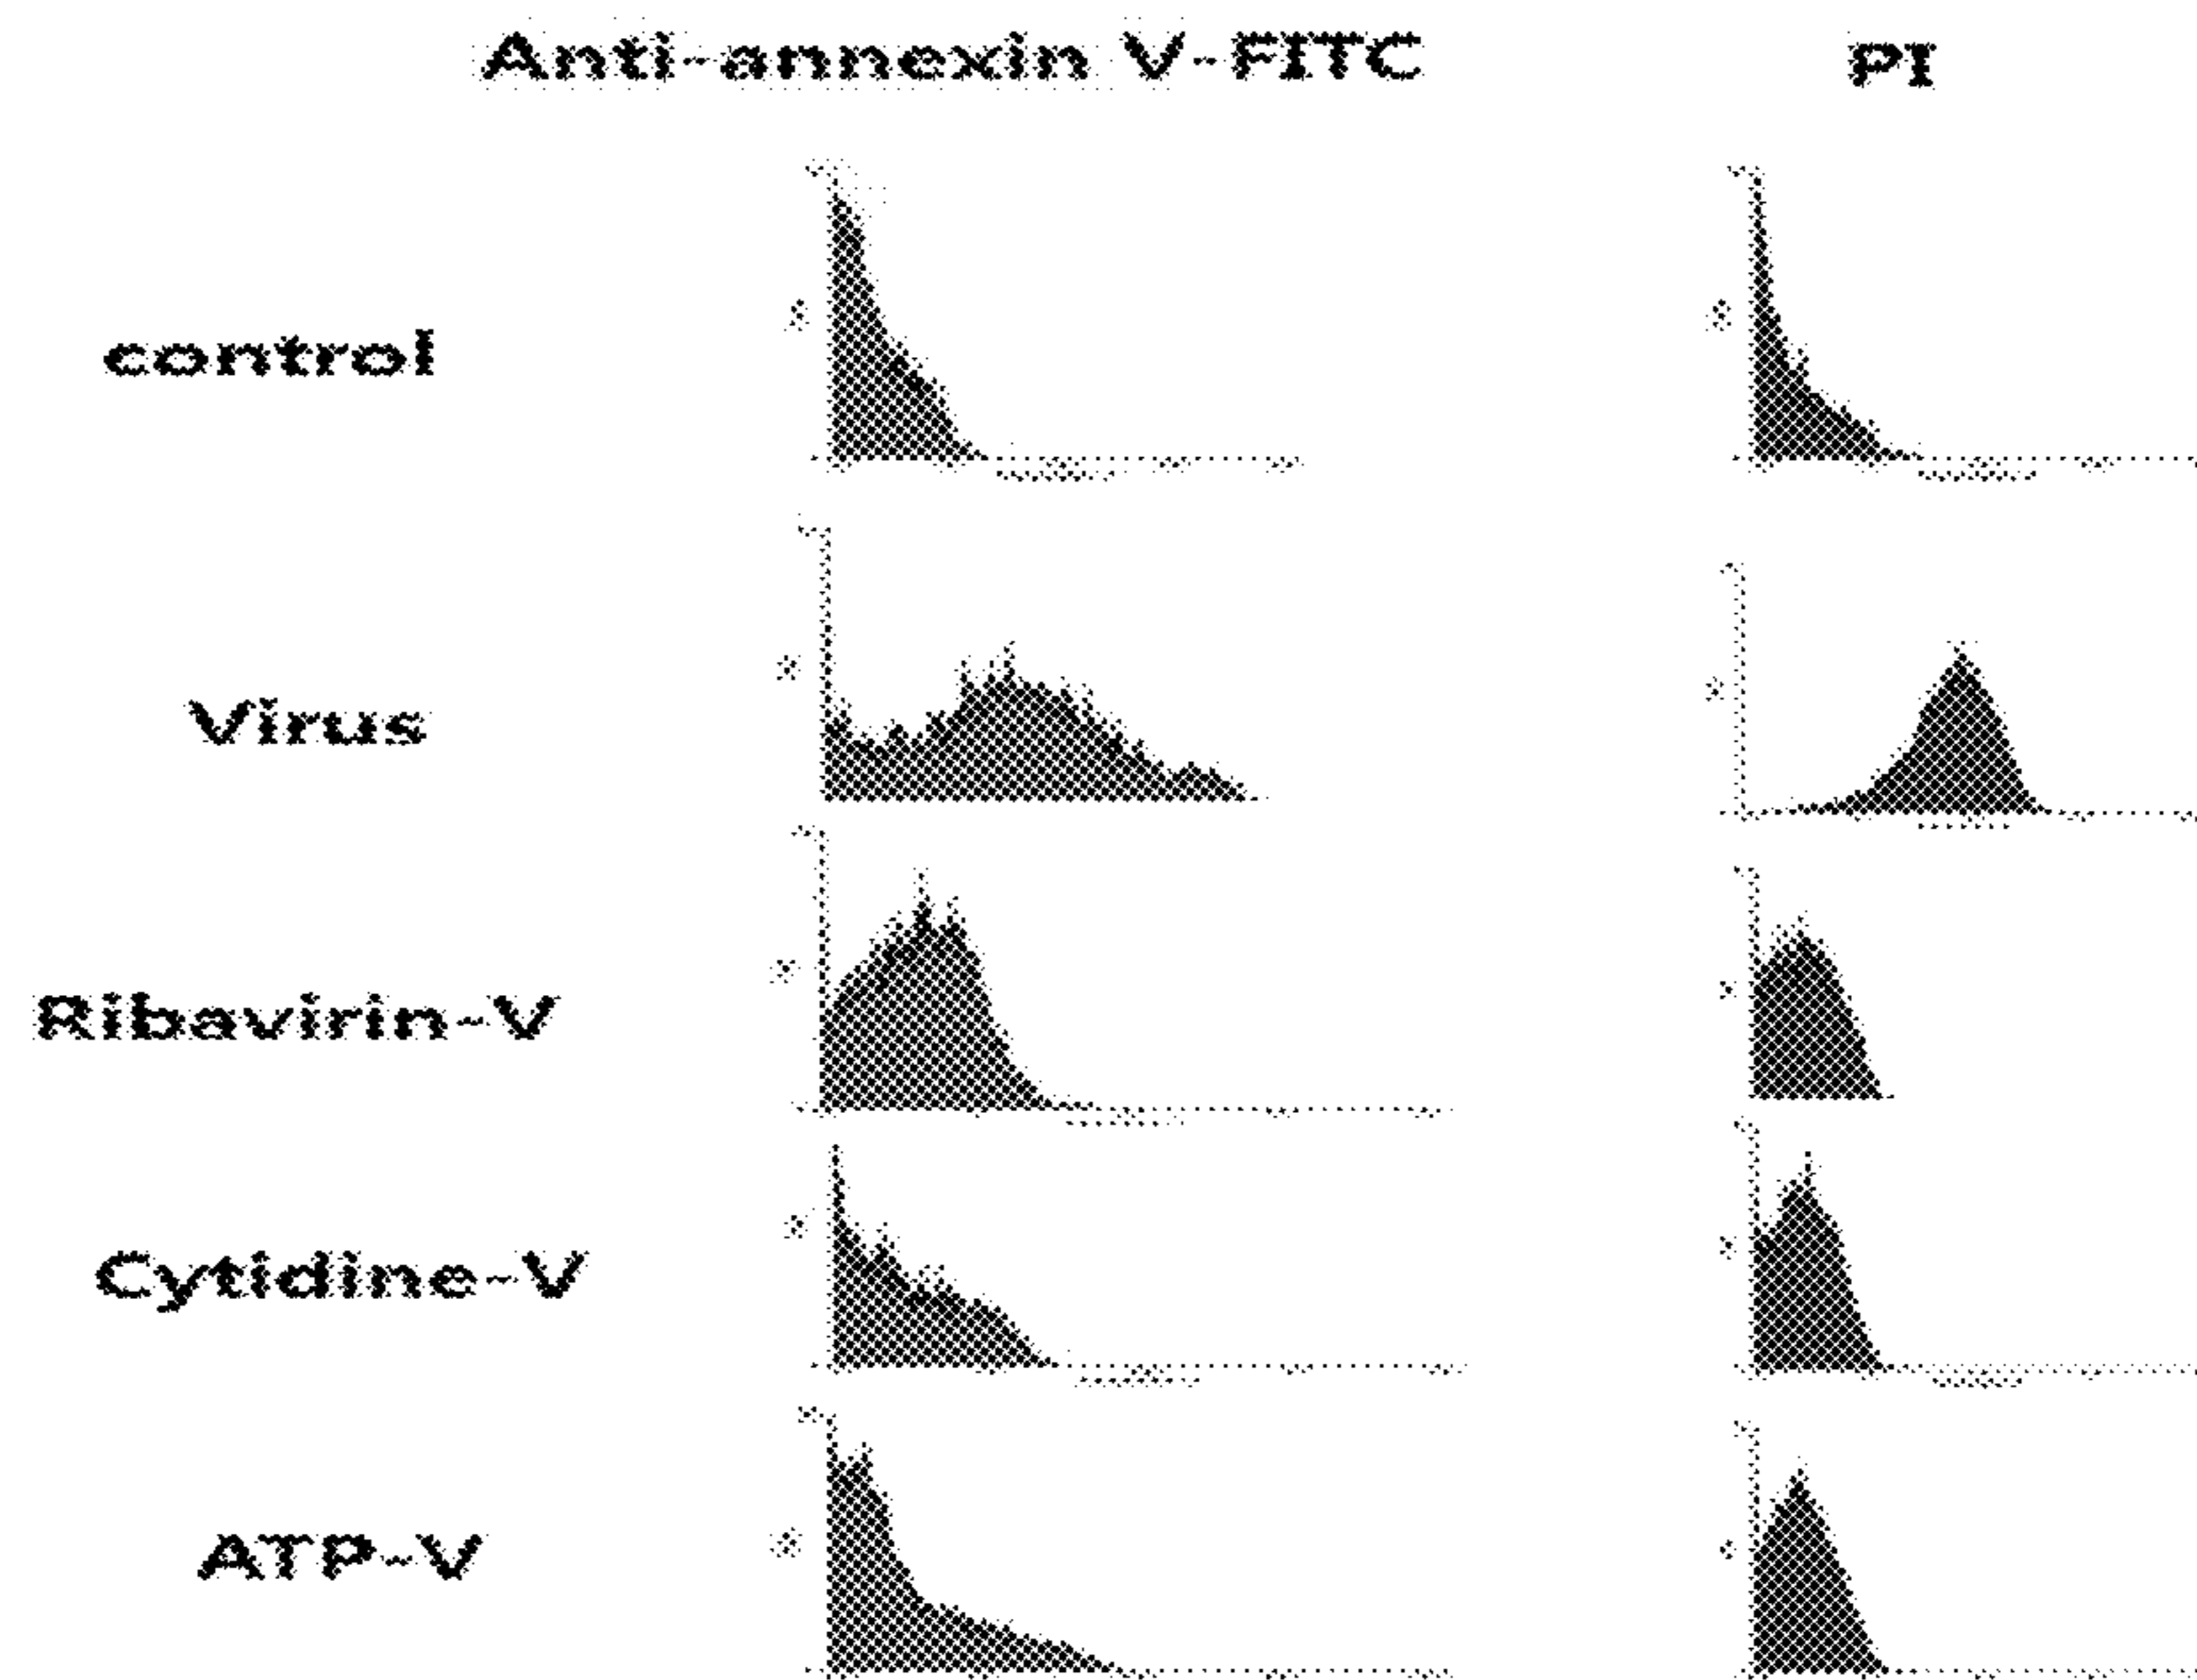 Anti-annexin V-FITC PI
control
Virus
Ribavirin-V
Cytidine-V
ATP-V